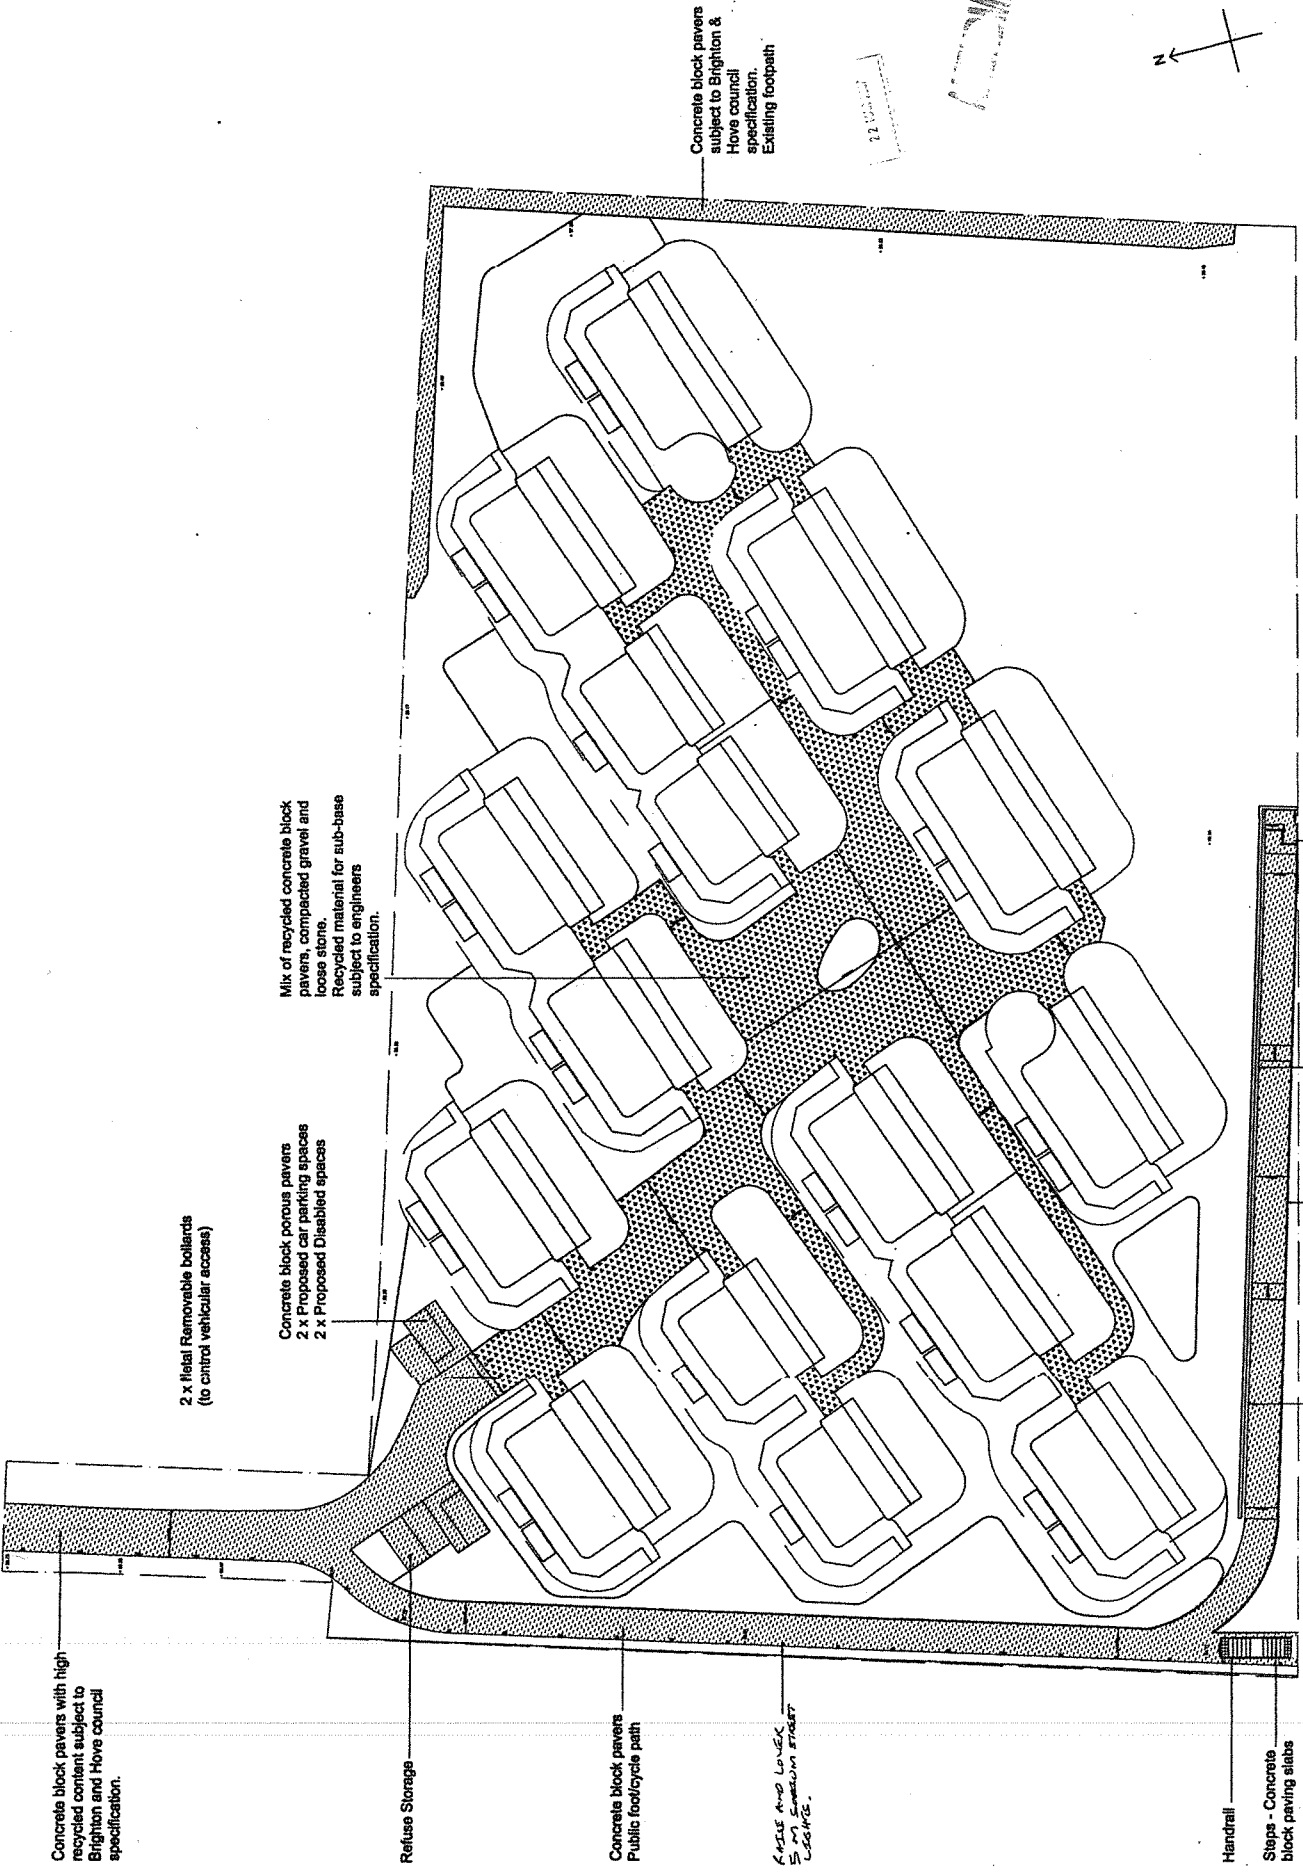 Concrete block pavers with high
recycled content subject to
Brighton and Hove council
specification.
2 x Metal Removable bollards
(to cintrol vehicular access)
Concrete block porous pavers
2 x Proposed car parking spaces
2 x Proposed Disabled spaces
Mix of recycled concrete block
pavers, compacted gravel and
loose stone.
Recycled material for sub-base
subject to engineers
specification.
Concrete block pavers
subject to Brighton &
Hove council
specification.
Existing footpath
N
Refuse Storage
Concrete block pavers
Public foot/cycle path
RAISE AND LOWER
5 M STREET
LIGHTS.
Handrail
Steps - Concrete
block paving slabs